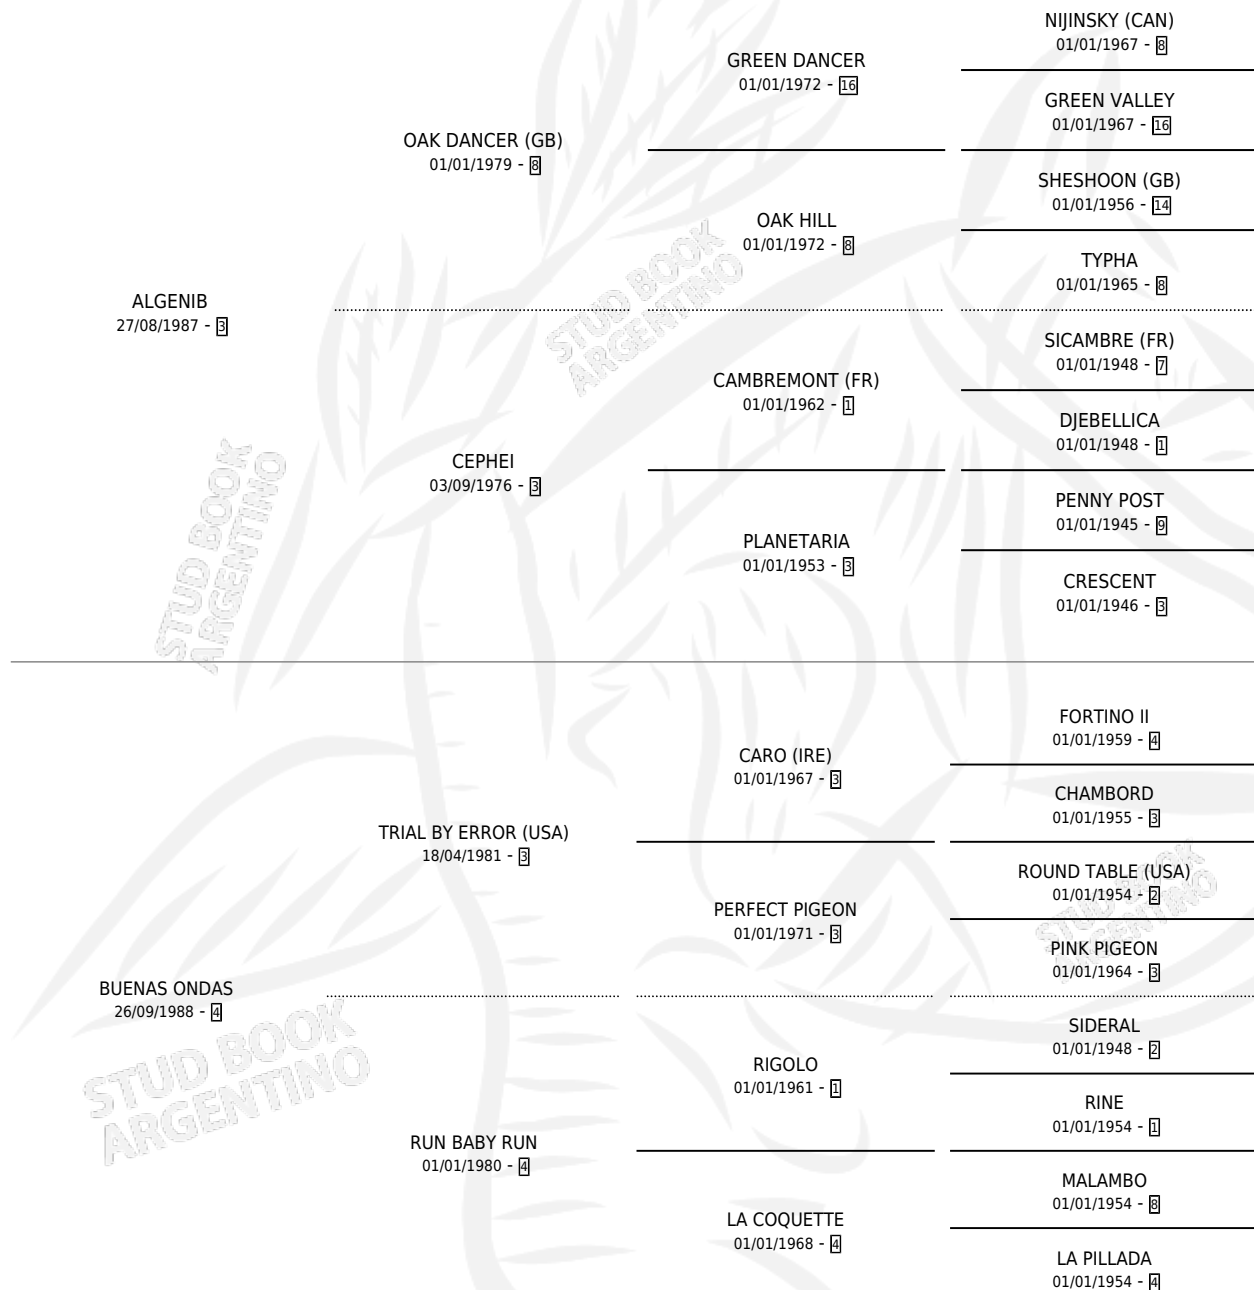 NIJINSKY (CAN)
01/01/1967 - 8
GREEN DANCER
01/01/1972 - 16
GREEN VALLEY
01/01/1967 - 16
OAK DANCER (GB)
01/01/1979 - 8
SHESHOON (GB)
01/01/1956 - 14
OAK HILL
01/01/1972 - 8
TYPHA
01/01/1965 - 8
ALGENIB
27/08/1987 - 3
STUD BOOK
ARGENTINO
SICAMBRE (FR)
01/01/1948 - 7
CAMBREMONT (FR)
01/01/1962 - 1
DJEBELLICA
01/01/1948 - 1
CEPHEI
03/09/1976 - 3
PENNY POST
01/01/1945 - 9
PLANETARIA
01/01/1953 - 3
CRESCENT
01/01/1946 - 3
STUD BOOK
ARGENTINO
FORTINO II
01/01/1959 - 4
CARO (IRE)
01/01/1967 - 3
CHAMBORD
01/01/1955 - 3
TRIAL BY ERROR (USA)
18/04/1981 - 3
ROUND TABLE (USA)
01/01/1954 - 2
PERFECT PIGEON
01/01/1971 - 3
PINK PIGEON
01/01/1964 - 3
STUD BOOK
ARGENTINO
BUENAS ONDAS
26/09/1988 - 4
SIDERAL
01/01/1948 - 2
RIGOLO
01/01/1961 - 1
RINE
01/01/1954 - 1
STUD BOOK
ARGENTINO
RUN BABY RUN
01/01/1980 - 4
MALAMBO
01/01/1954 - 8
LA COQUETTE
01/01/1968 - 4
LA PILLADA
01/01/1954 - 4